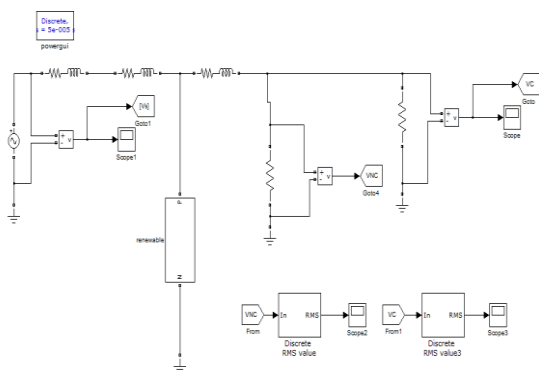 Discrete,
s = 5e-005
powergui
[Vs]
Goto1
Scope1
+
-
v
VC
Goto
Scope
+
-
v
+
-
v
VNC
Goto4
renewable
VNC
From
In
RMS
Discrete
RMS value
Scope2
VC
From1
In
RMS
Discrete
RMS value3
Scope3